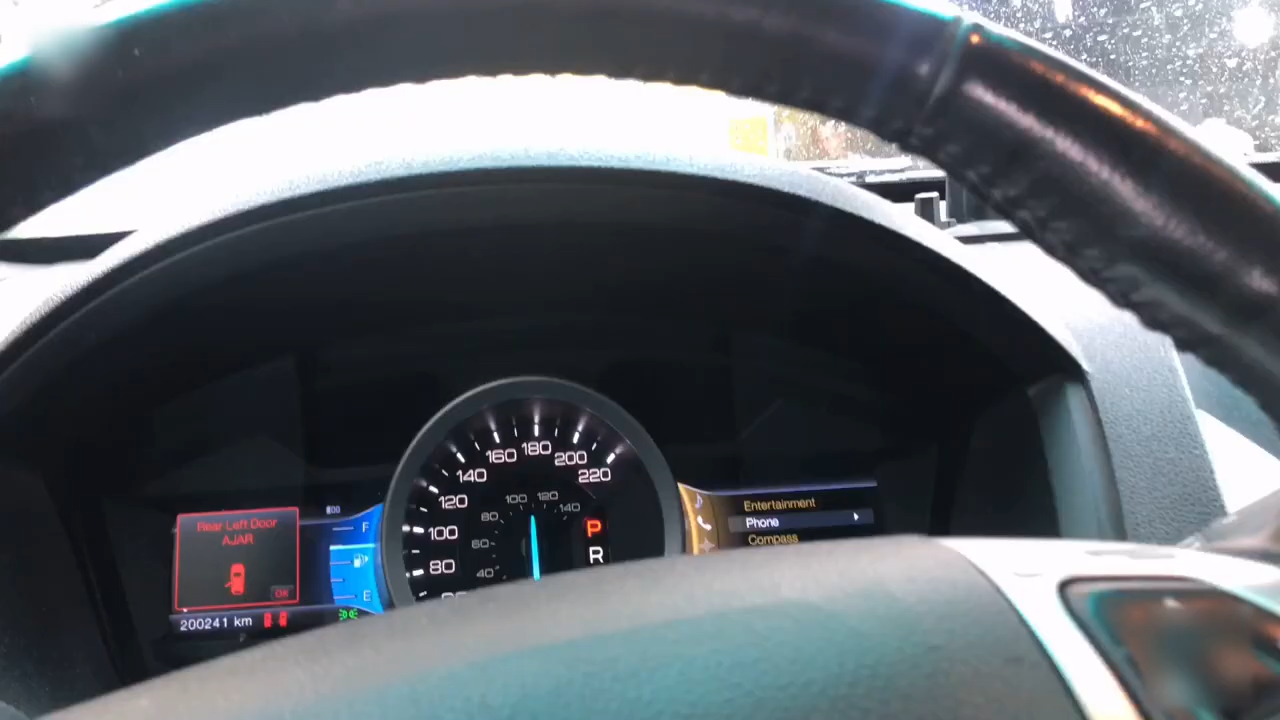 Rear Left Door
AJAR
OK
200241 km
F
E
220
200
180
160
140
120
100
80
140
120
100
80
60
40
P
R
Entertainment
Phone
Compass